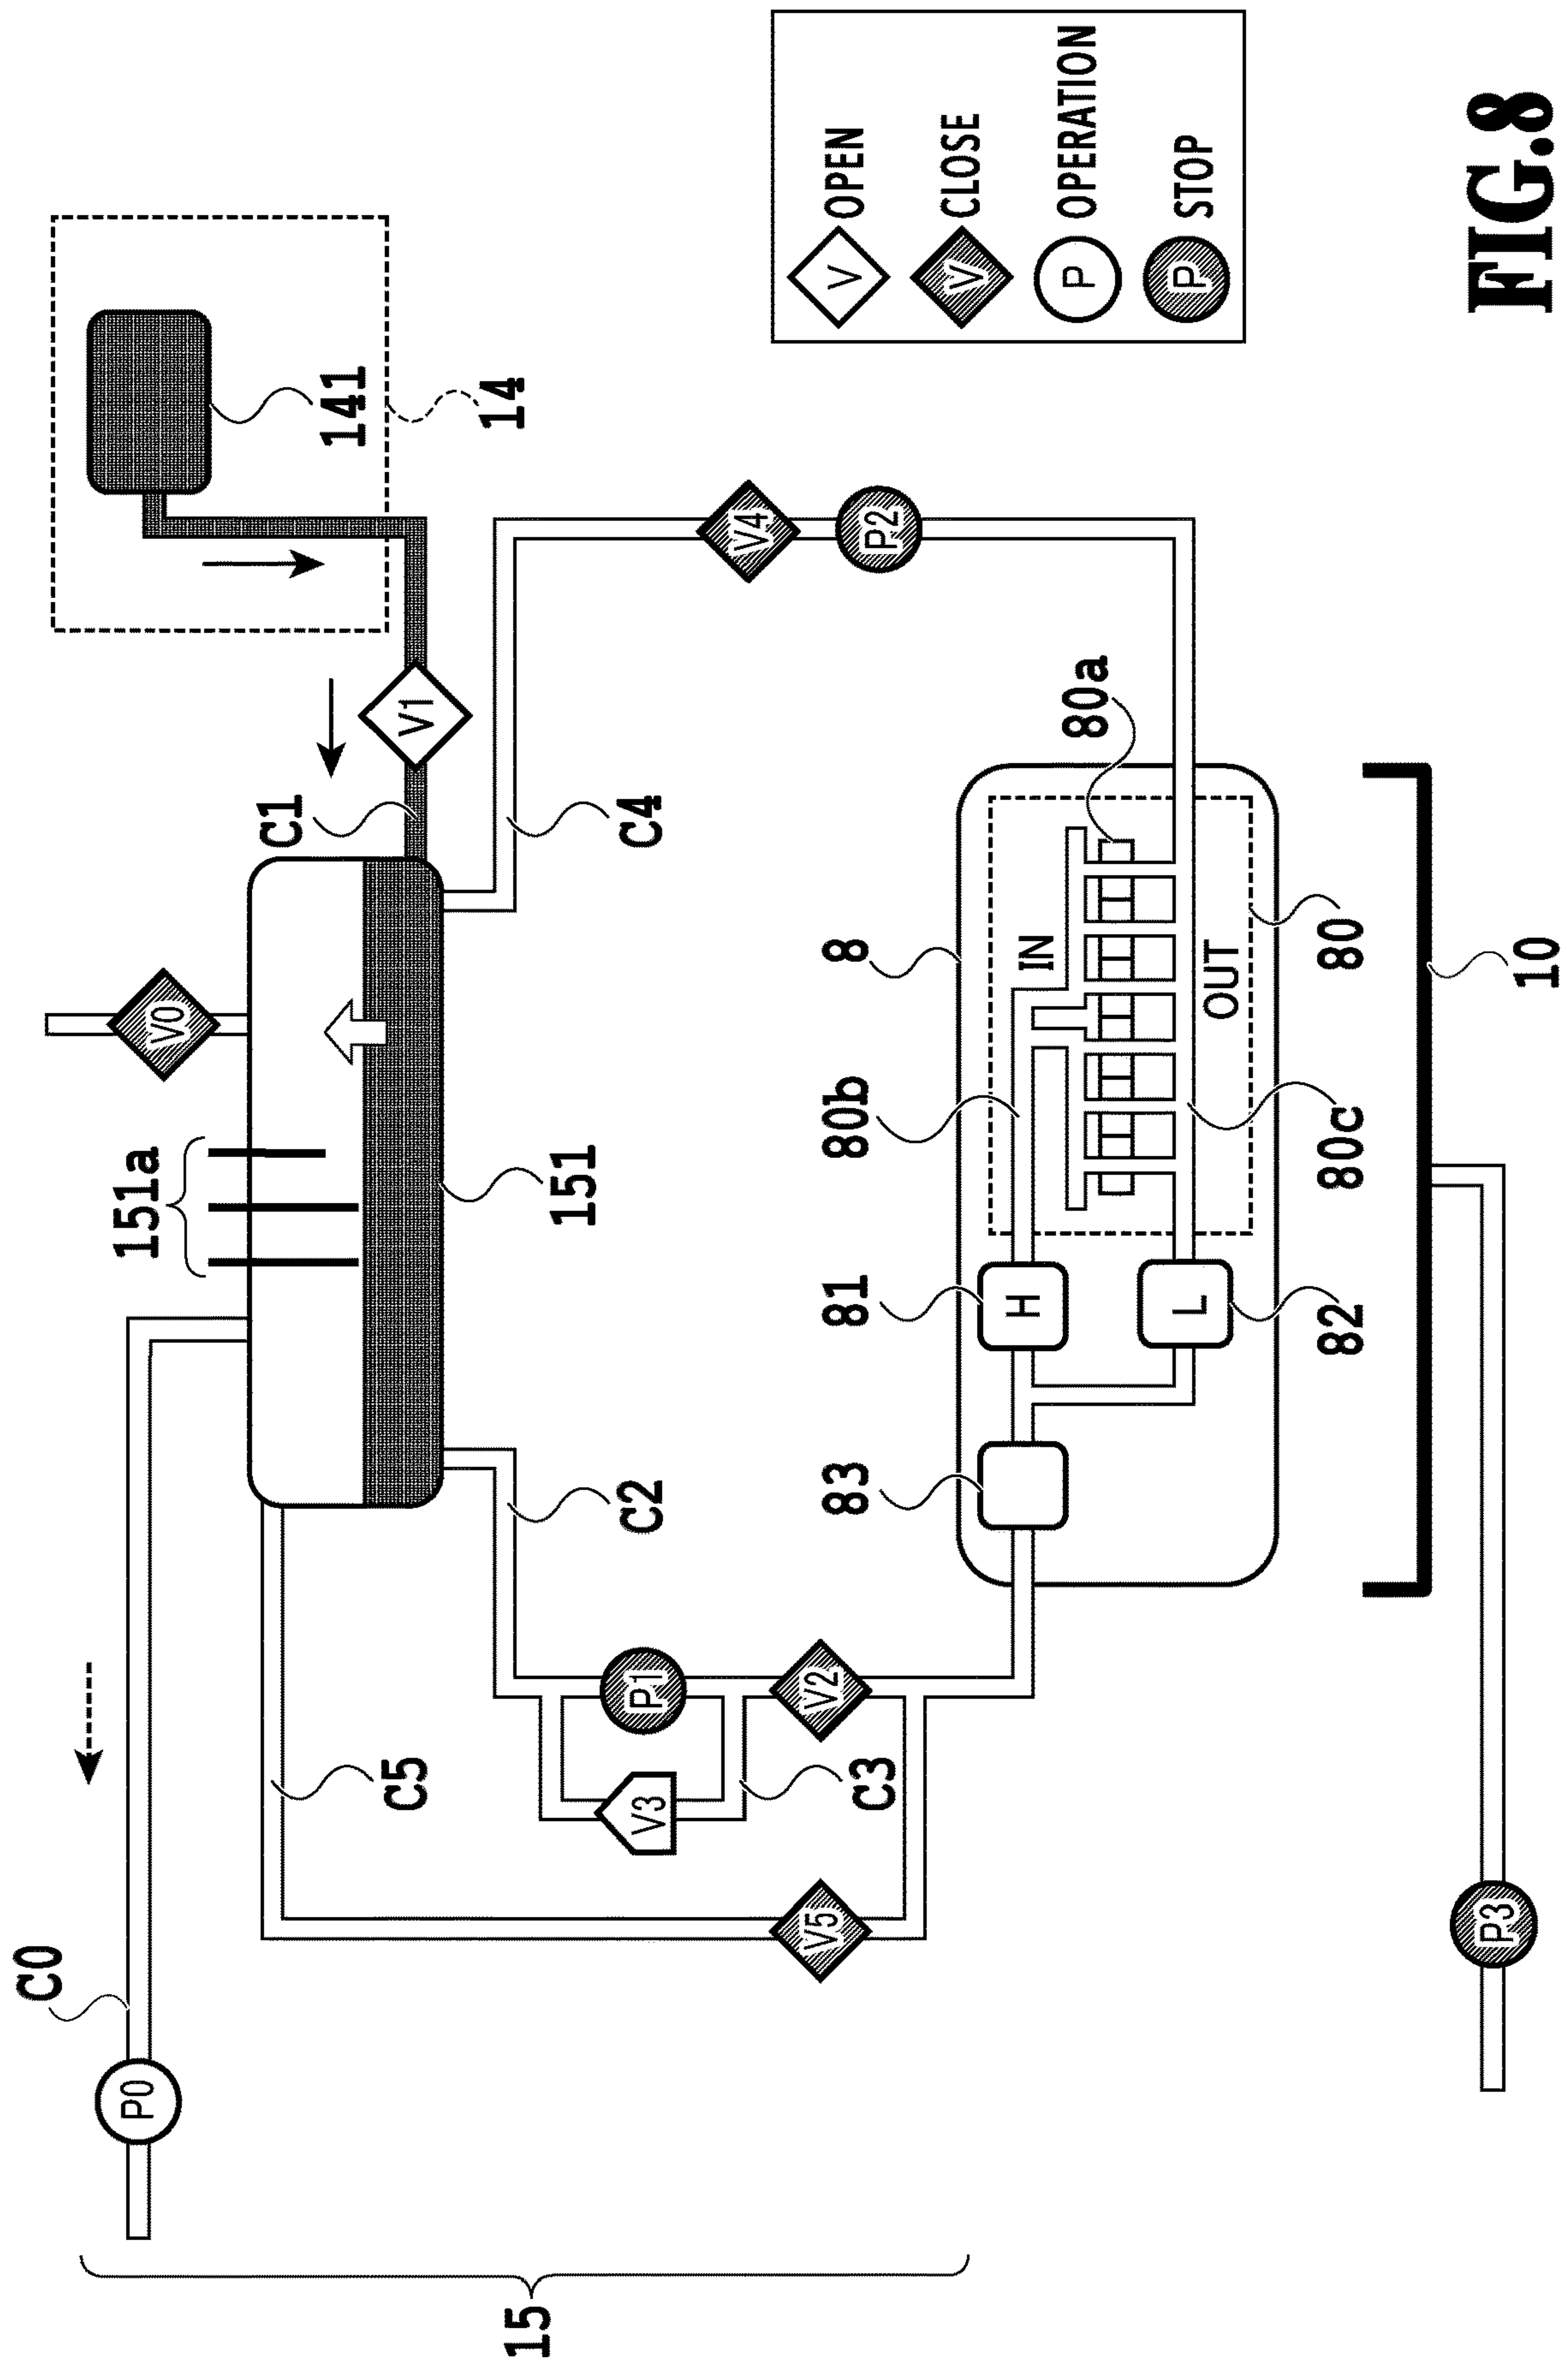 15
C0
P0
C5
V5
V3
C3
P1
V2
C2
151a
V0
151
C1
V1
141
14
C4
V4
P2
8
IN
80a
80b
OUT
80
80c
81
H
82
L
83
10
P3
V OPEN
V CLOSE
P OPERATION
P STOP
FIG.8